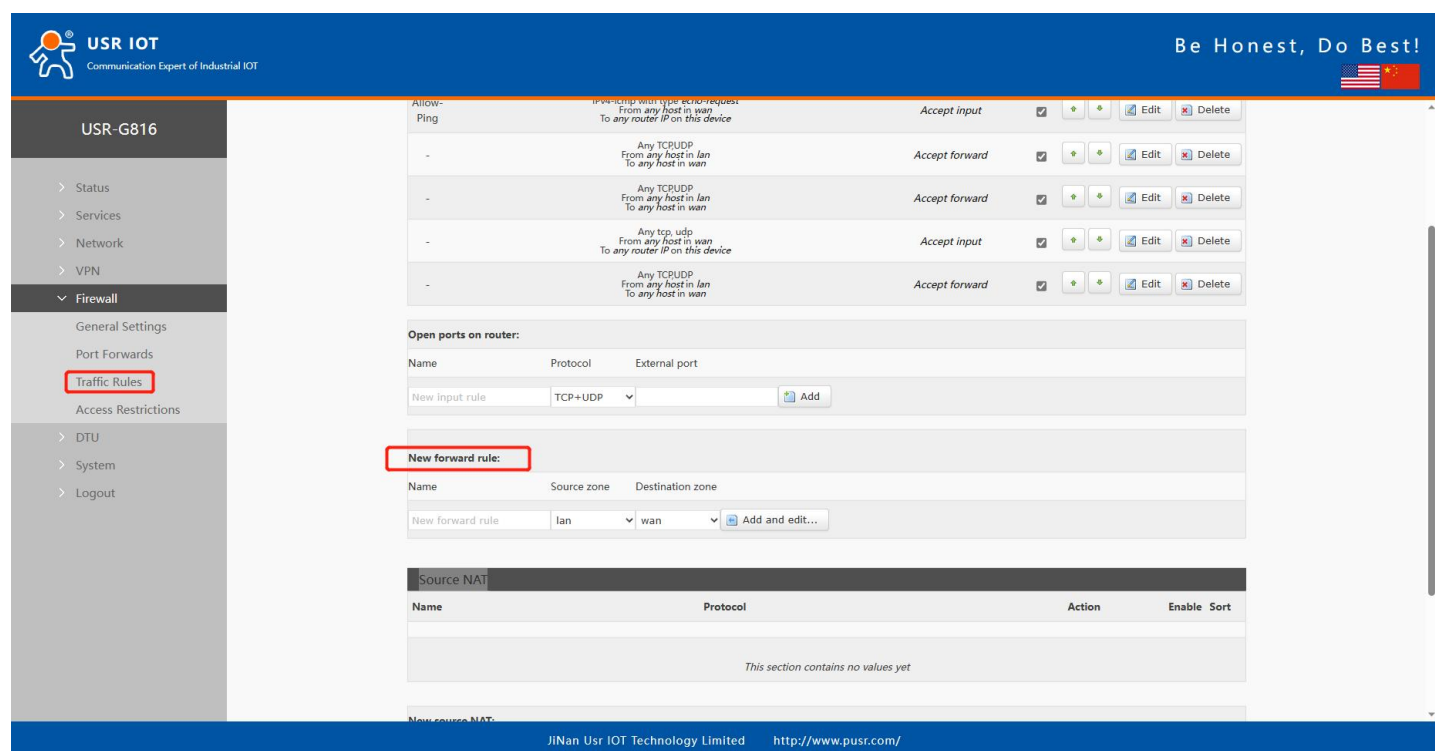 USR IOT
Communication Expert of Industrial IOT
Be Honest, Do Best!
USR-G816
Status
Services
Network
VPN
Firewall
General Settings
Port Forwards
Traffic Rules
Access Restrictions
DTU
System
Logout
Allow-
Ping
IPv4-icmp with type echo-request
From any host in wan
To any router IP on this device
Accept input
Edit
Delete
-
Any TCP,UDP
From any host in lan
To any host in wan
Accept forward
Edit
Delete
-
Any TCP,UDP
From any host in lan
To any host in wan
Accept forward
Edit
Delete
-
Any tcp, udp
From any host in wan
To any router IP on this device
Accept input
Edit
Delete
-
Any TCP,UDP
From any host in lan
To any host in wan
Accept forward
Edit
Delete
Open ports on router:
Name Protocol External port
New input rule TCP+UDP Add
New forward rule:
Name Source zone Destination zone
New forward rule lan wan Add and edit...
Source NAT
Name Protocol Action Enable Sort
This section contains no values yet
New source NAT:
JiNan Usr IOT Technology Limited http://www.pusr.com/